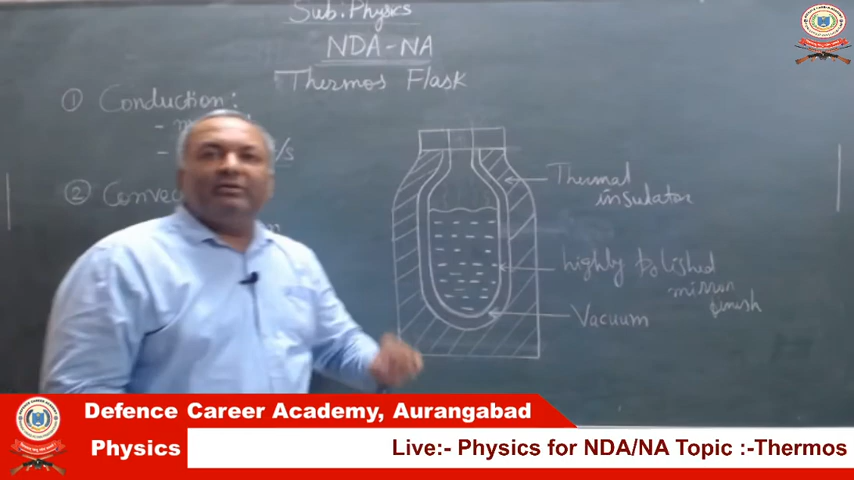 Sub: Physics
NDA-NA
Thermos Flask
① Conduction:
② Convec
Thermal
insulator
highly polished
mirror
finish
Vacuum
Defence Career Academy, Aurangabad
Physics
Live:- Physics for NDA/NA Topic :-Thermos